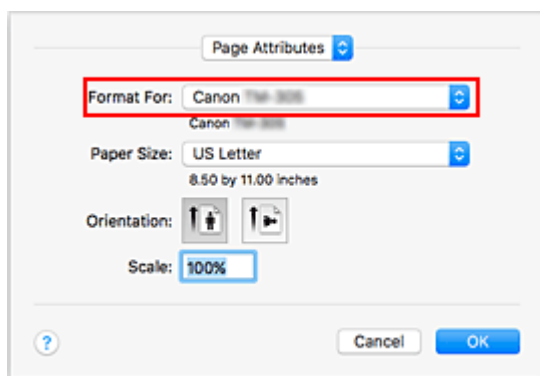 Page Attributes
Format For: Canon
Canon
Paper Size: US Letter
8.50 by 11.00 inches
Orientation:
Scale: 100%
? Cancel OK